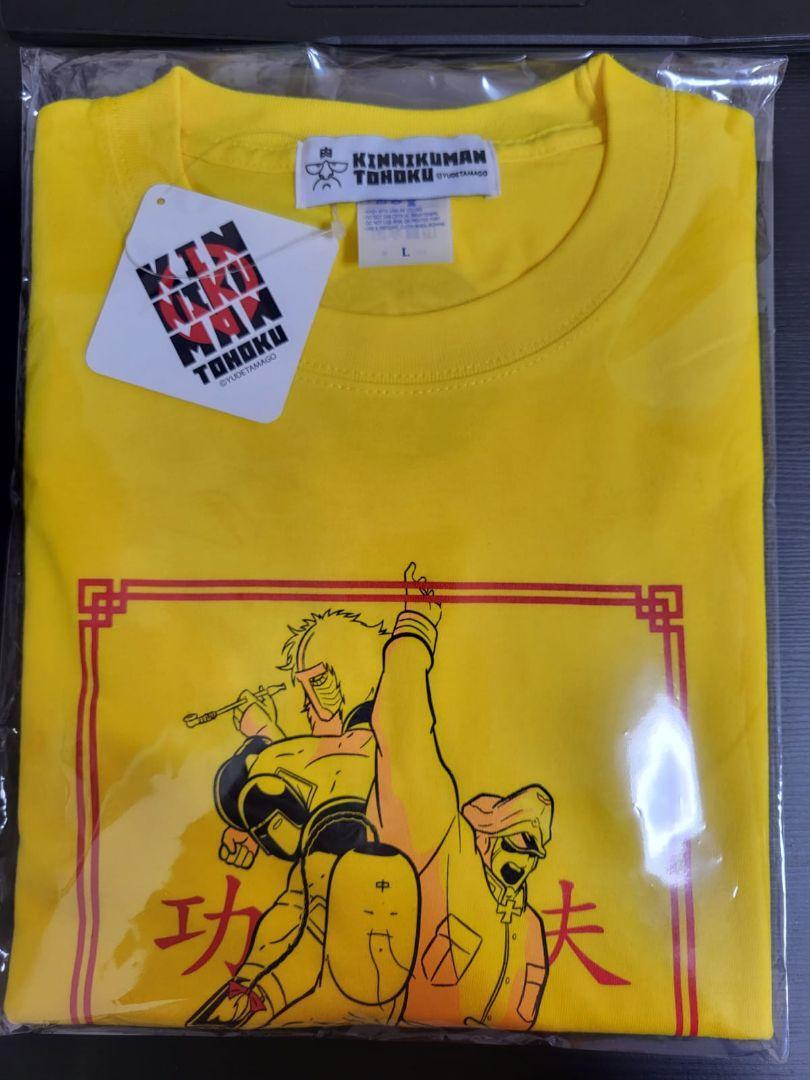 肉
KINNIKUMAN
TOHOKU ©YUDETAMAGO
L
KIN
NIKU
MAN
TOHOKU
©YUDETAMAGO
中
功夫